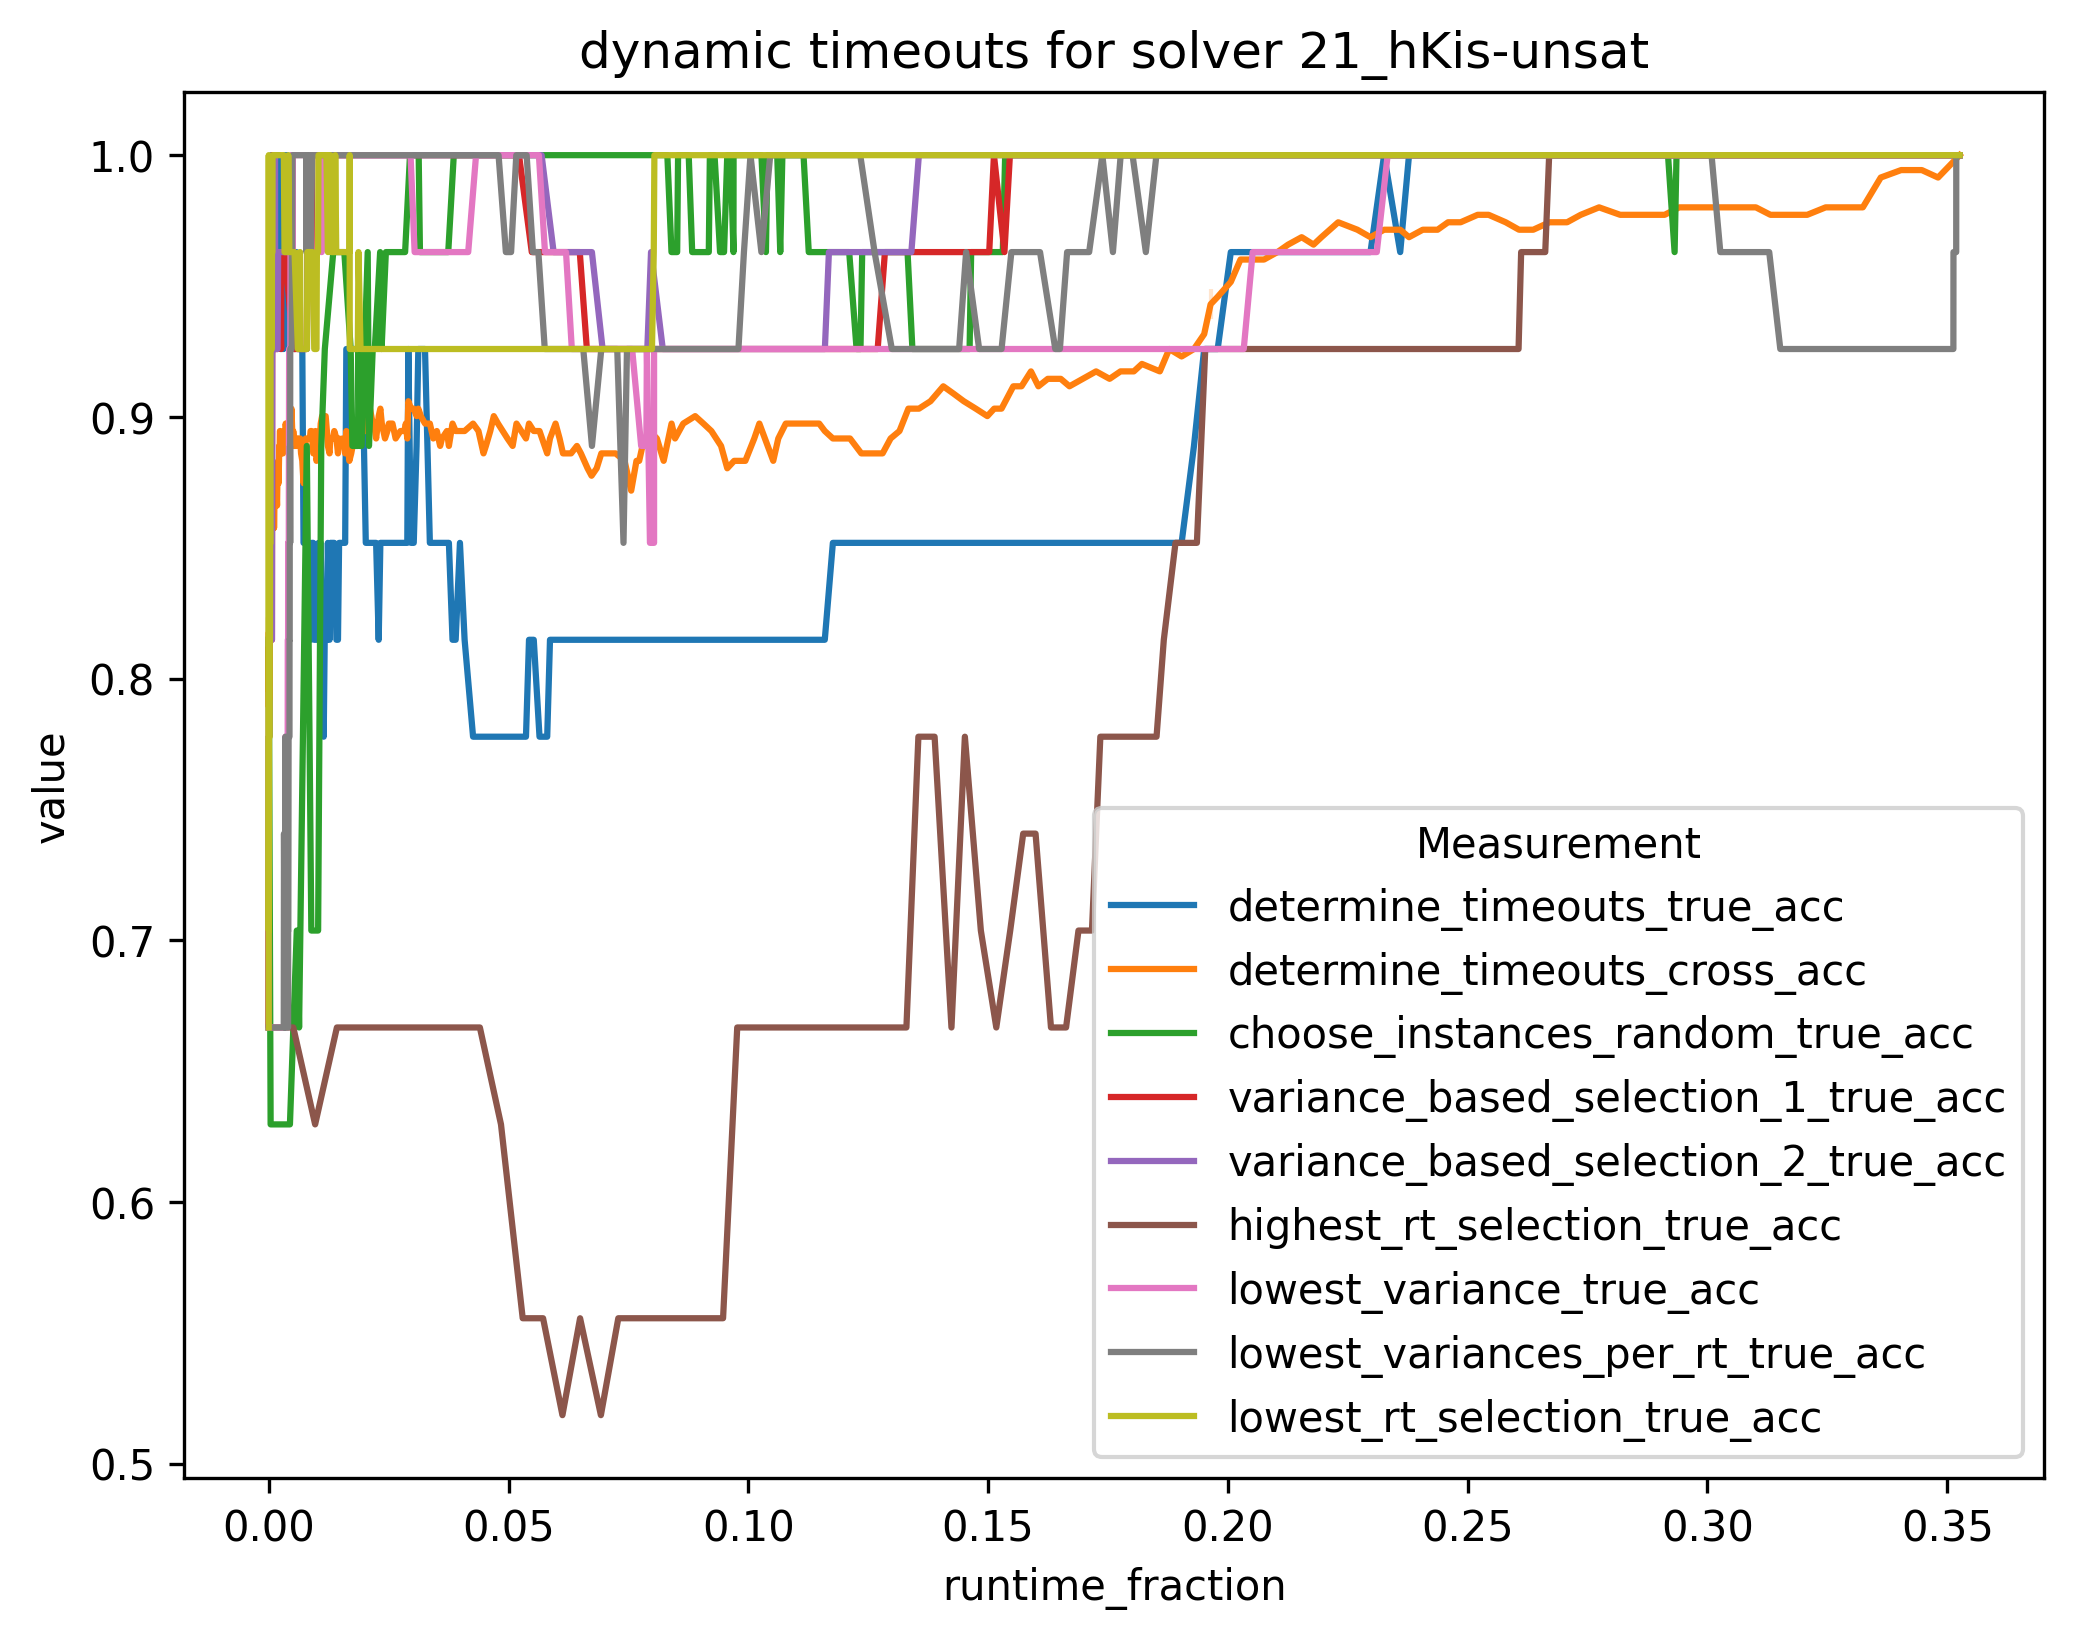 dynamic timeouts for solver 21_hKis-unsat
1.0
0.9
0.8
0.7
0.6
0.5
value
Measurement
determine_timeouts_true_acc
determine_timeouts_cross_acc
choose_instances_random_true_acc
variance_based_selection_1_true_acc
variance_based_selection_2_true_acc
highest_rt_selection_true_acc
lowest_variance_true_acc
lowest_variances_per_rt_true_acc
lowest_rt_selection_true_acc
0.00 0.05 0.10 0.15 0.20 0.25 0.30 0.35
runtime_fraction